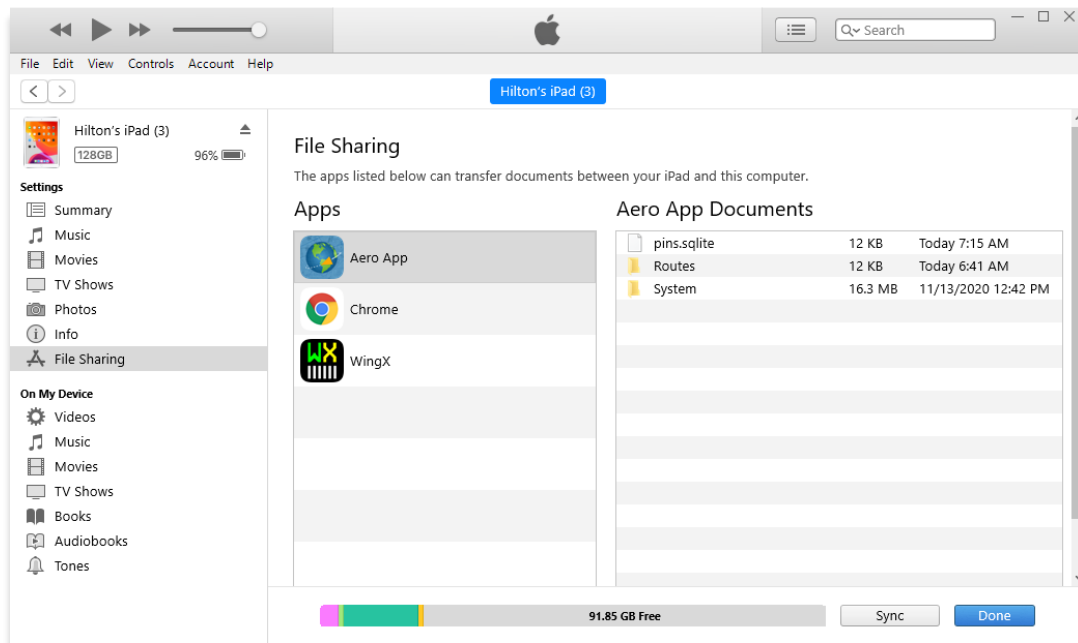 Search
File Edit View Controls Account Help
Hilton's iPad (3)
Hilton's iPad (3)
128GB 96%
Settings
Summary
Music
Movies
TV Shows
Photos
Info
File Sharing
On My Device
Videos
Music
Movies
TV Shows
Books
Audiobooks
Tones
File Sharing
The apps listed below can transfer documents between your iPad and this computer.
Apps
Aero App
Chrome
WX
WingX
Aero App Documents
pins.sqlite 12 KB Today 7:15 AM
Routes 12 KB Today 6:41 AM
System 16.3 MB 11/13/2020 12:42 PM
91.85 GB Free
Sync
Done